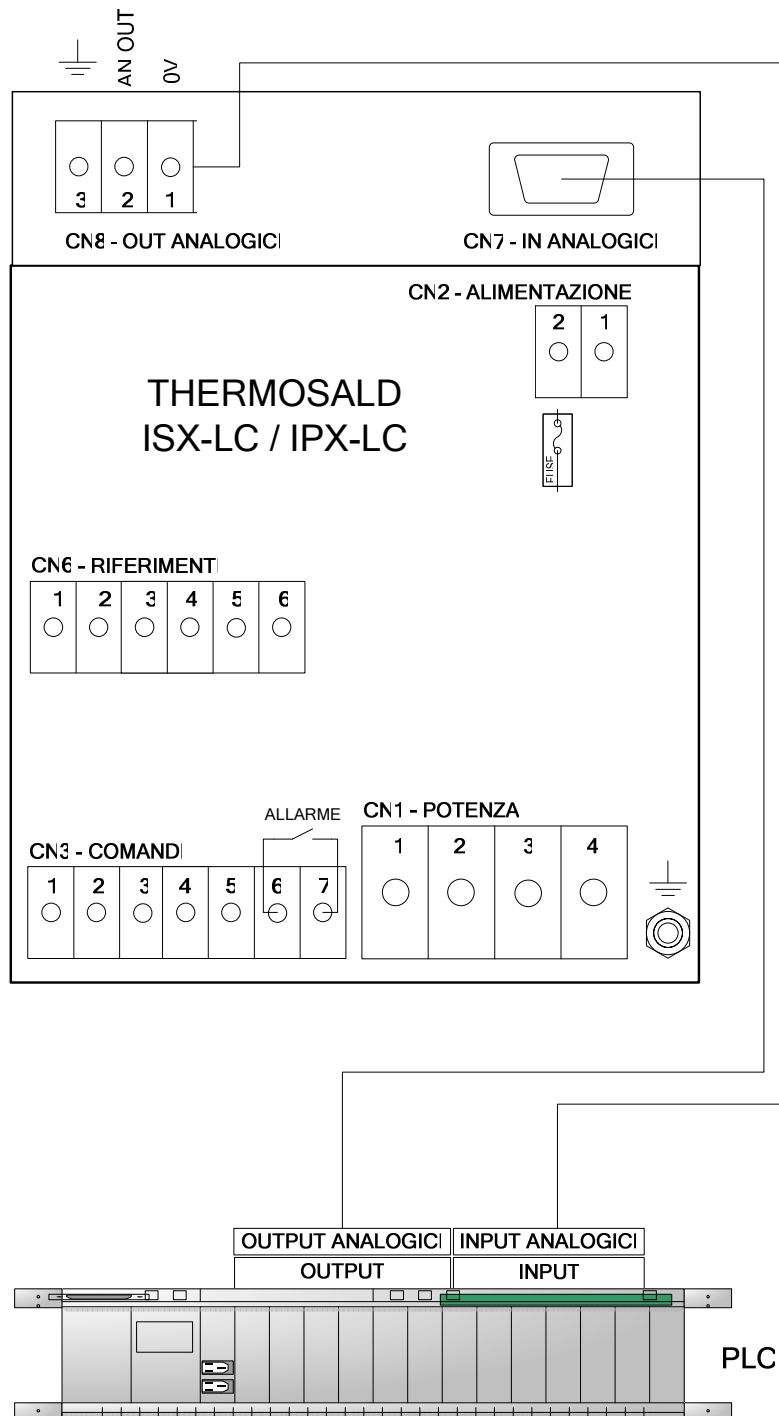 AN OUT
0V
3 2 1
CN8 - OUT ANALOGICI
CN7 - IN ANALOGICI
CN2 - ALIMENTAZIONE
2 1
THERMOSALD
ISX-LC / IPX-LC
FUSE
CN6 - RIFERIMENTI
1 2 3 4 5 6
ALLARME
CN1 - POTENZA
1 2 3 4
CN3 - COMANDI
1 2 3 4 5 6 7
OUTPUT ANALOGICI INPUT ANALOGICI
OUTPUT INPUT
PLC